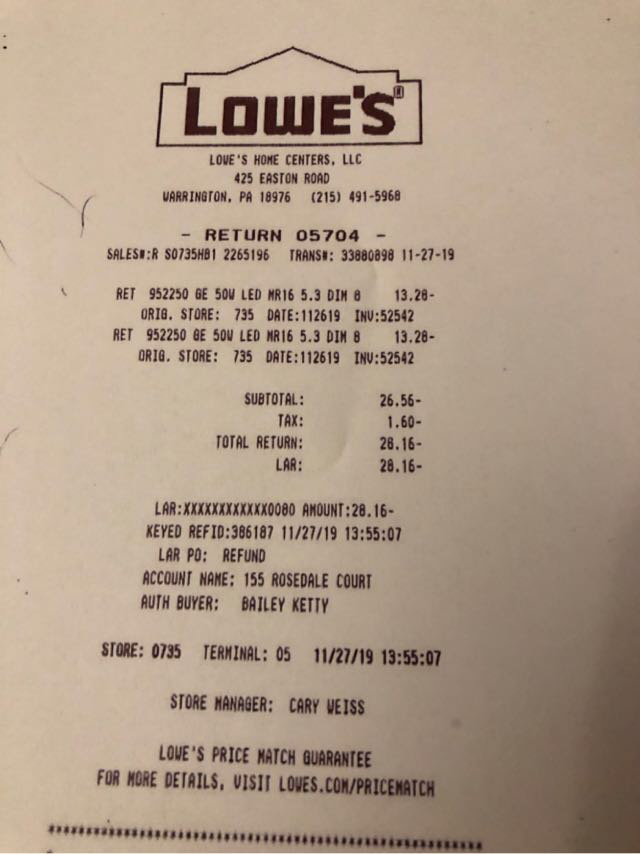 LOWE'S®
LOWE'S HOME CENTERS, LLC
425 EASTON ROAD
WARRINGTON, PA 18976 (215) 491-5968
- RETURN 05704 -
SALES#:R S0735HB1 2265196 TRANS#: 33880898 11-27-19
RET 952250 GE 50W LED MR16 5.3 DIM 8 13.28-
ORIG. STORE: 735 DATE:112619 INV:52542
RET 952250 GE 50W LED MR16 5.3 DIM 8 13.28-
ORIG. STORE: 735 DATE:112619 INV:52542
SUBTOTAL: 26.56-
TAX: 1.60-
TOTAL RETURN: 28.16-
LAR: 28.16-
LAR:XXXXXXXXXXXX0080 AMOUNT:28.16-
KEYED REFID:386187 11/27/19 13:55:07
LAR PO: REFUND
ACCOUNT NAME: 155 ROSEDALE COURT
AUTH BUYER: BAILEY KETTY
STORE: 0735 TERMINAL: 05 11/27/19 13:55:07
STORE MANAGER: CARY WEISS
LOWE'S PRICE MATCH GUARANTEE
FOR MORE DETAILS, VISIT LOWES.COM/PRICEMATCH